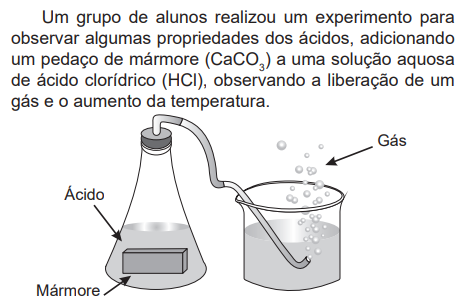 Um grupo de alunos realizou um experimento para
observar algumas propriedades dos ácidos, adicionando
um pedaço de mármore (CaCO₃) a uma solução aquosa
de ácido clorídrico (HCl), observando a liberação de um
gás e o aumento da temperatura.
Gás
Ácido
Mármore